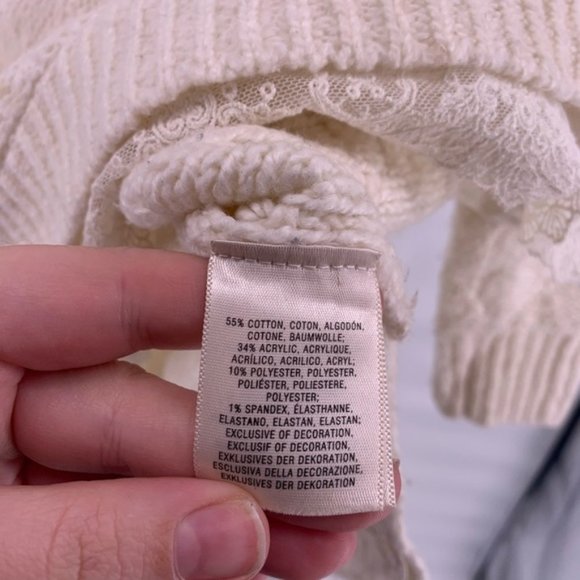 55% COTTON, COTON, ALGODÓN,
COTONE, BAUMWOLLE;
34% ACRYLIC, ACRYLIQUE,
ACRÍLICO, ACRILICO, ACRYL;
10% POLYESTER, POLYESTER,
POLIÉSTER, POLIESTERE,
POLYESTER;
1% SPANDEX, ÉLASTHANNE,
ELASTANO, ELASTAN, ELASTAN;
EXCLUSIVE OF DECORATION,
EXCLUSIF OF DECORATION,
EXKLUSIVES DER DEKORATION,
ESCLUSIVA DELLA DECORAZIONE,
EXKLUSIVES DER DEKORATION